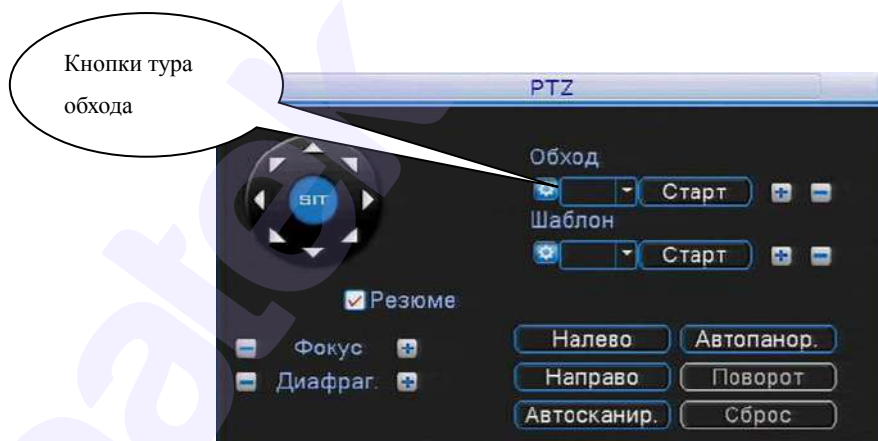 Кнопки тура
обхода
PTZ
Обход
Старт
Шаблон
Старт
SIT
Резюме
Фокус
Диафраг.
Налево
Автопанор.
Направо
Поворот
Автосканир.
Сброс